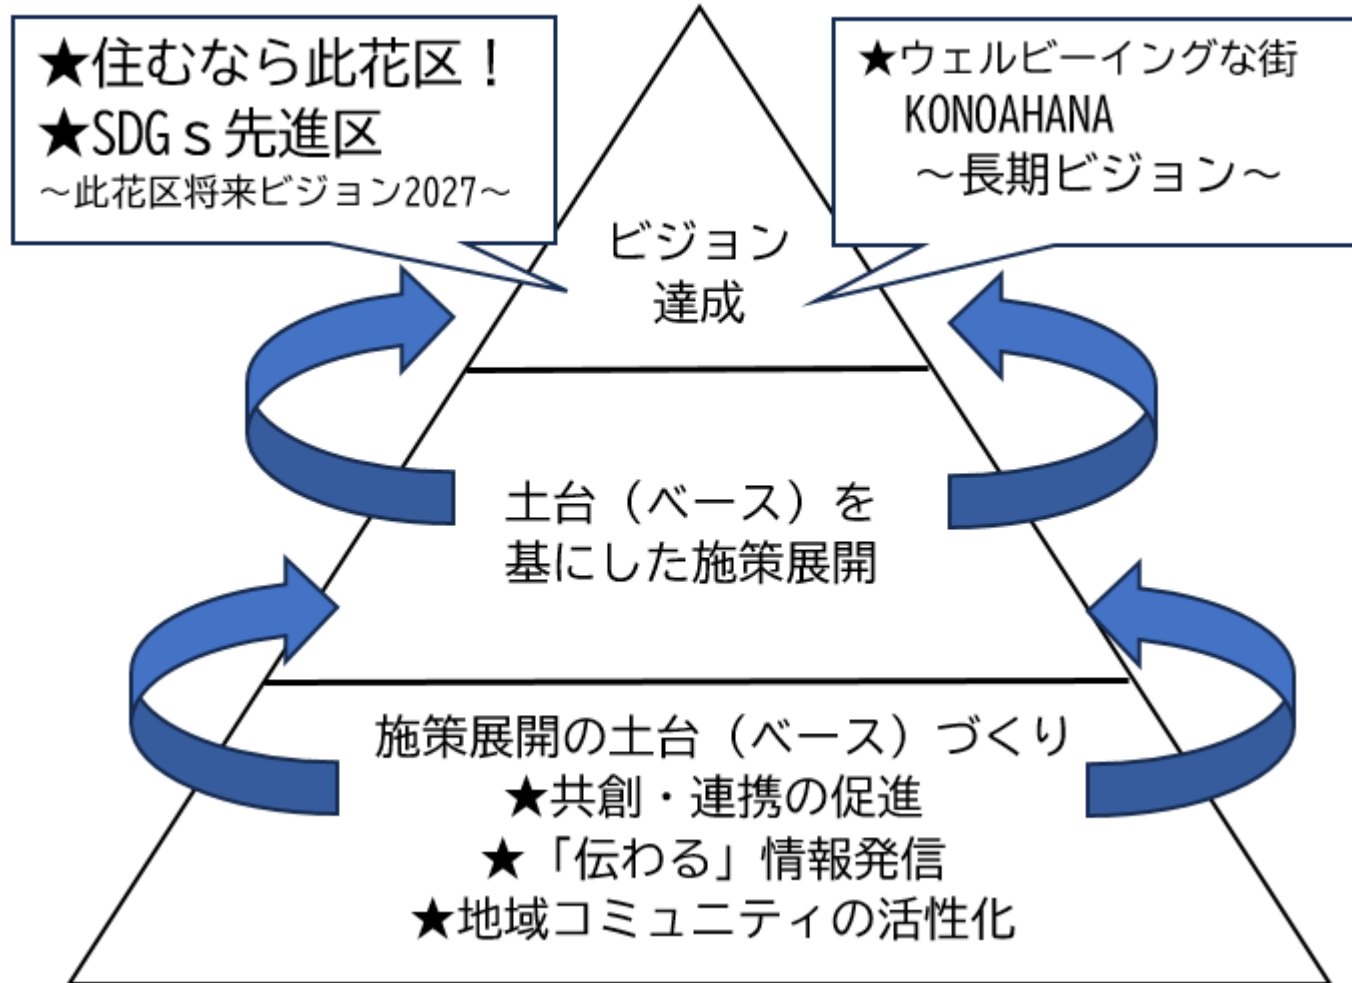 ★住むなら此花区!
★SDGs先進区
~此花区将来ビジョン2027~
★ウェルビーイングな街
KONOAHANA
~長期ビジョン~
ビジョン
達成
土台(ベース)を
基にした施策展開
施策展開の土台(ベース)づくり
★共創・連携の促進
★「伝わる」情報発信
★地域コミュニティの活性化